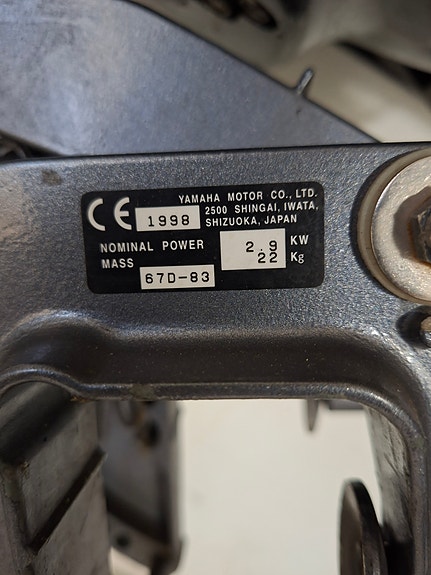 YAMAHA MOTOR CO., LTD.
CE 1998 2500 SHINGAI, IWATA,
SHIZUOKA, JAPAN
NOMINAL POWER 2.9 KW
MASS 22 Kg
67D-83